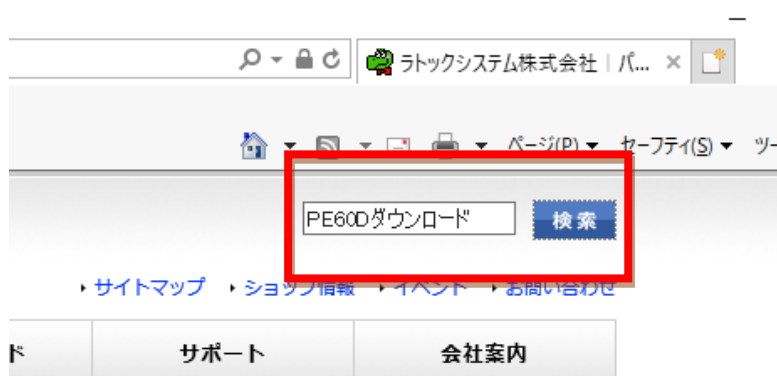 ラトックシステム株式会社 | パ...
ページ(P) セーフティ(S) ツー
PE60Dダウンロード 検索
サイトマップ ショップ情報 イベント お問い合わせ
ド サポート 会社案内